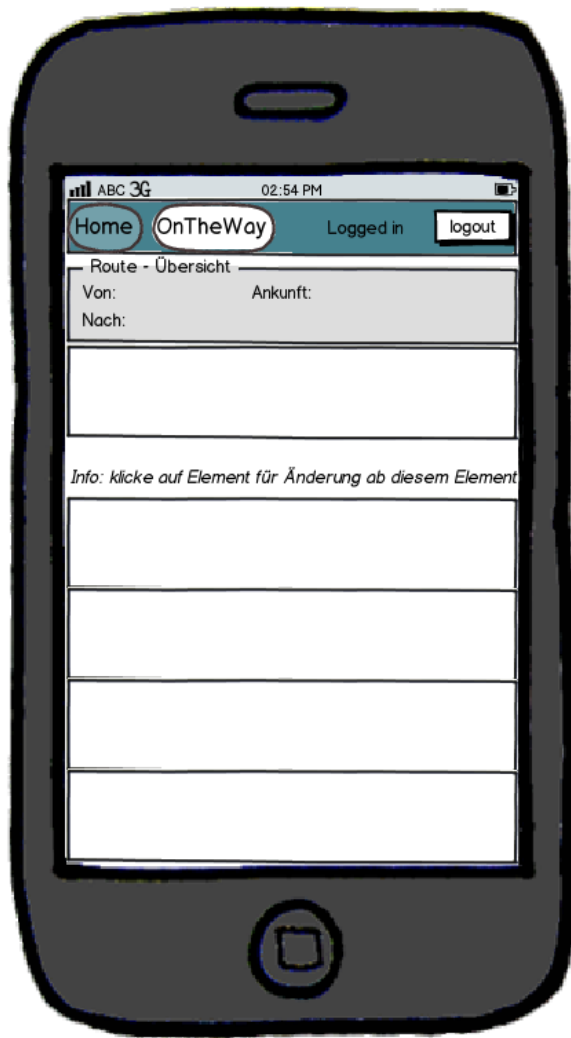 ABC 3G 02:54 PM
Home OnTheWay Logged in logout
Route - Übersicht
Von: Ankunft:
Nach:
Info: klicke auf Element für Änderung ab diesem Element